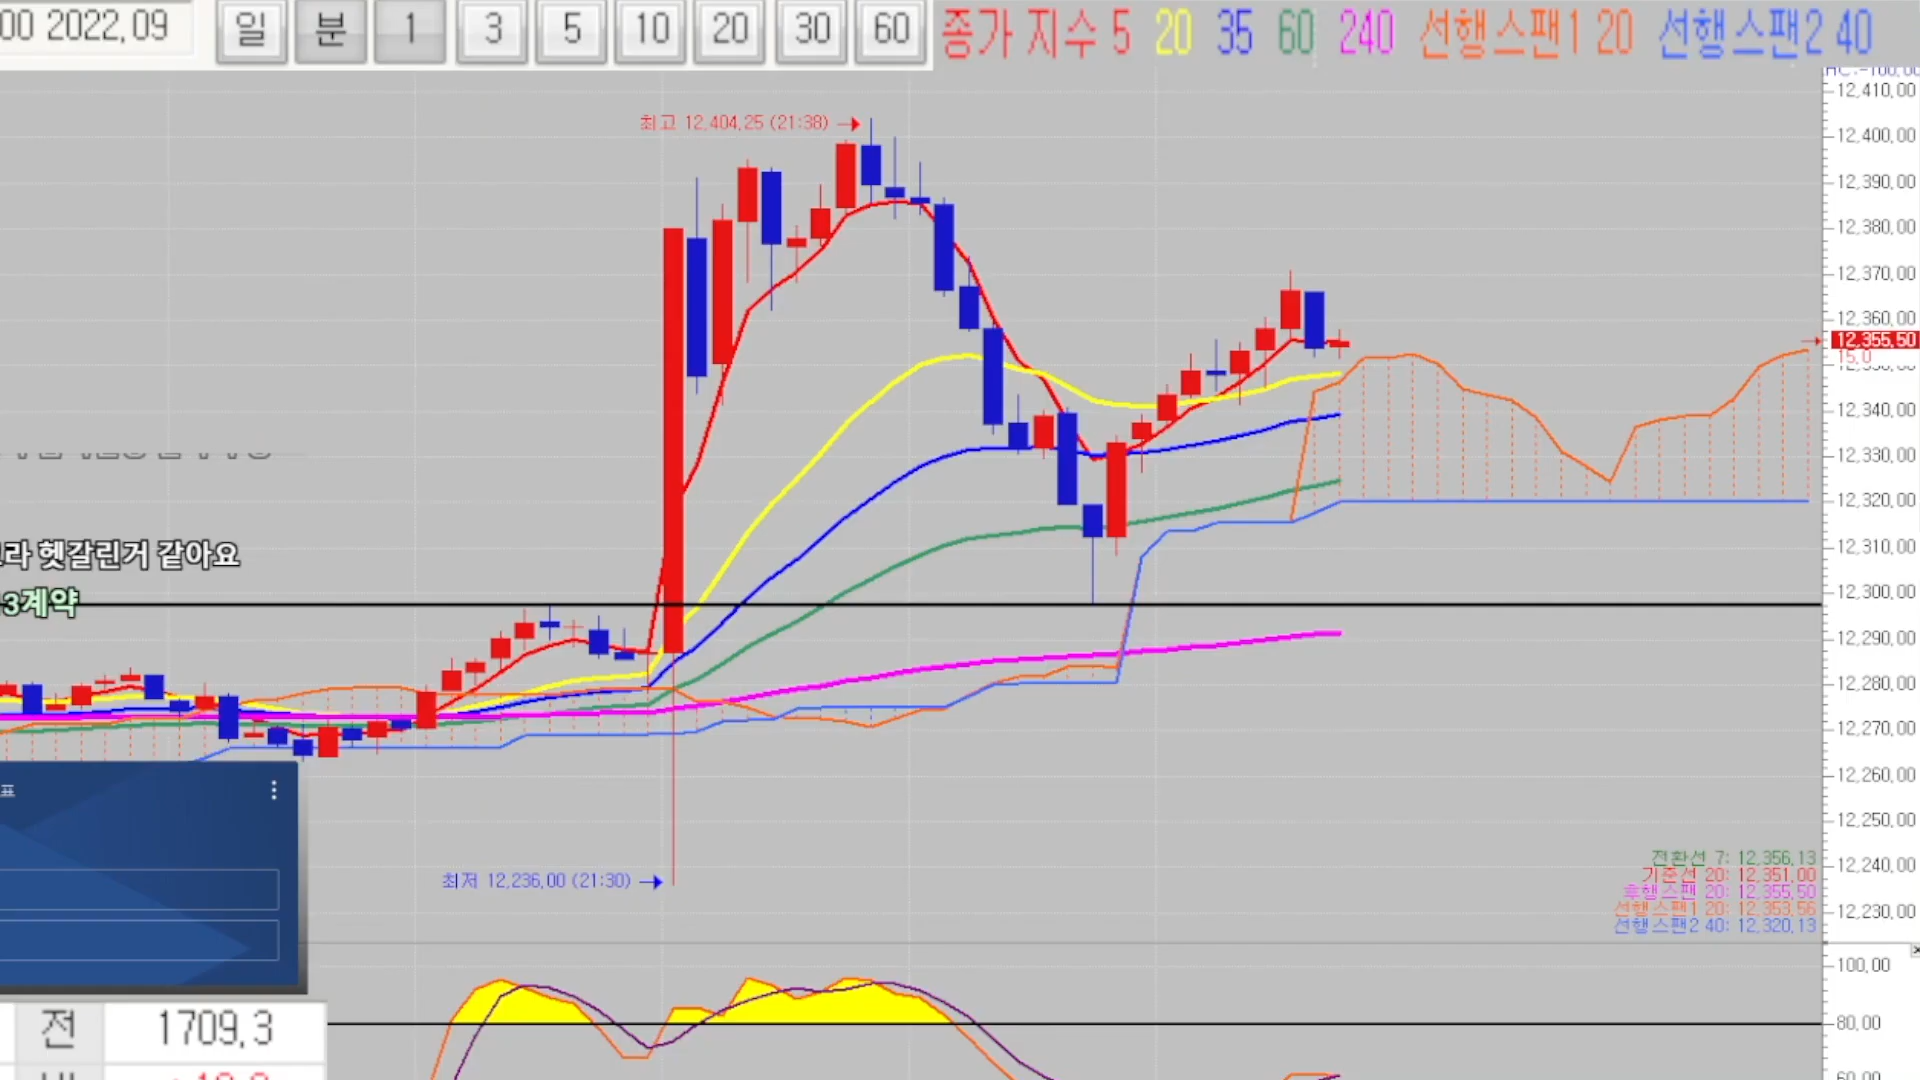 00 2022,09 일 분 1 3 5 10 20 30 60 종가 지수 5 20 35 60 240 선행스팬1 20 선행스팬2 40
12,410,00
최고 12,404,25 (21:38)
12,400,00
12,390,00
12,380,00
12,370,00
12,360,00
12,355,50
15,0
12,340,00
12,330,00
12,320,00
12,310,00
라 헷갈린거 같아요
12,300,00
3계약
12,290,00
12,280,00
12,270,00
12,260,00
12,250,00
표
12,240,00
최저 12,236,00 (21:30)
12,230,00
전환선 7: 12,356,13
기준선 20: 12,351,00
후행스팬 20: 12,355,50
선행스팬1 20: 12,353,56
선행스팬2 40: 12,320,13
100,00
80,00
전 1709,3